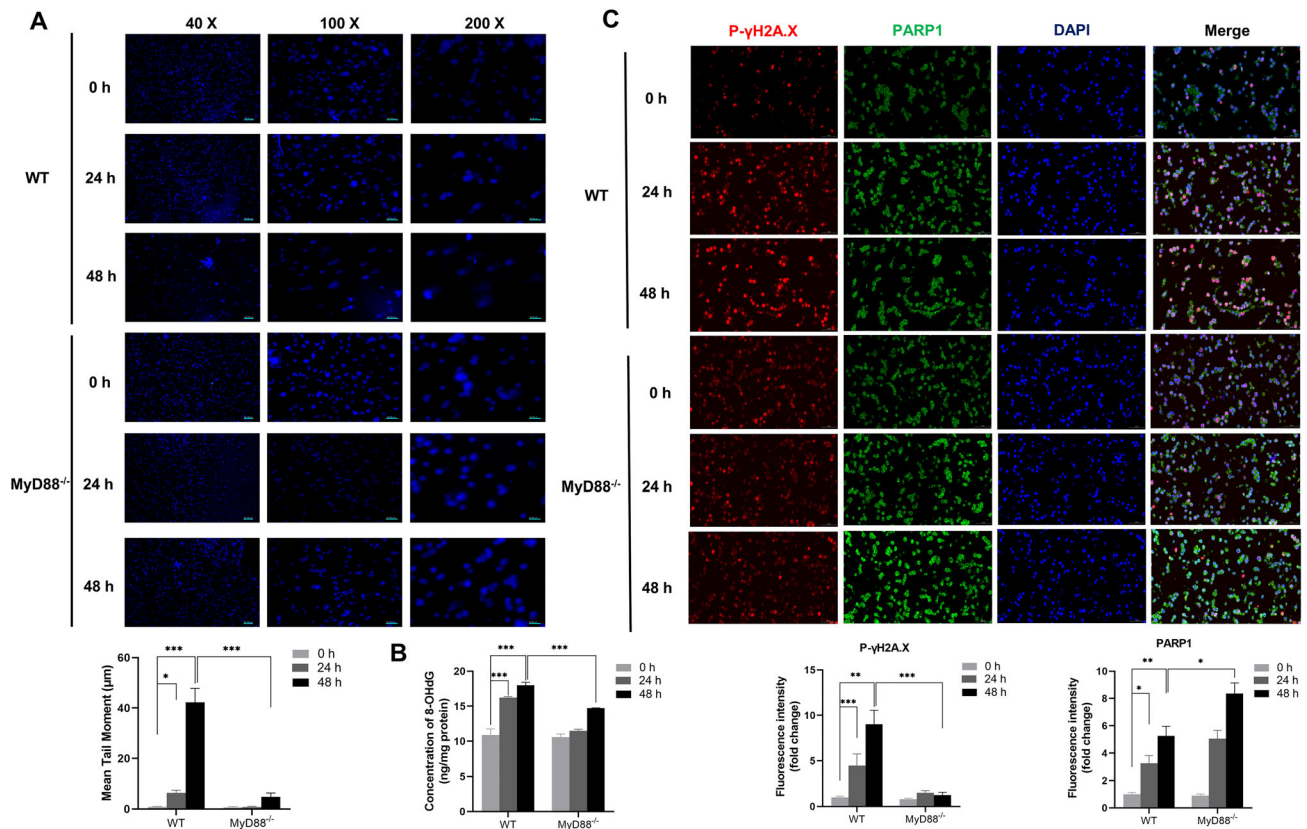 A
40 X 100 X 200 X
WT
0 h
24 h
48 h
MyD88-/-
0 h
24 h
48 h
Mean Tail Moment (μm)
60
40
20
0
*
***
***
0 h
24 h
48 h
WT MyD88-/-
B
Concentration of 8-OHdG
(ng/mg protein)
20
15
10
5
0
***
***
***
0 h
24 h
48 h
WT MyD88-/-
C
P-γH2A.X PARP1 DAPI Merge
WT
0 h
24 h
48 h
MyD88-/-
0 h
24 h
48 h
P-γH2A.X
Fluorescence intensity
(fold change)
15
10
5
0
***
**
***
0 h
24 h
48 h
WT MyD88-/-
PARP1
Fluorescence intensity
(fold change)
10
8
6
4
2
0
*
**
*
0 h
24 h
48 h
WT MyD88-/-